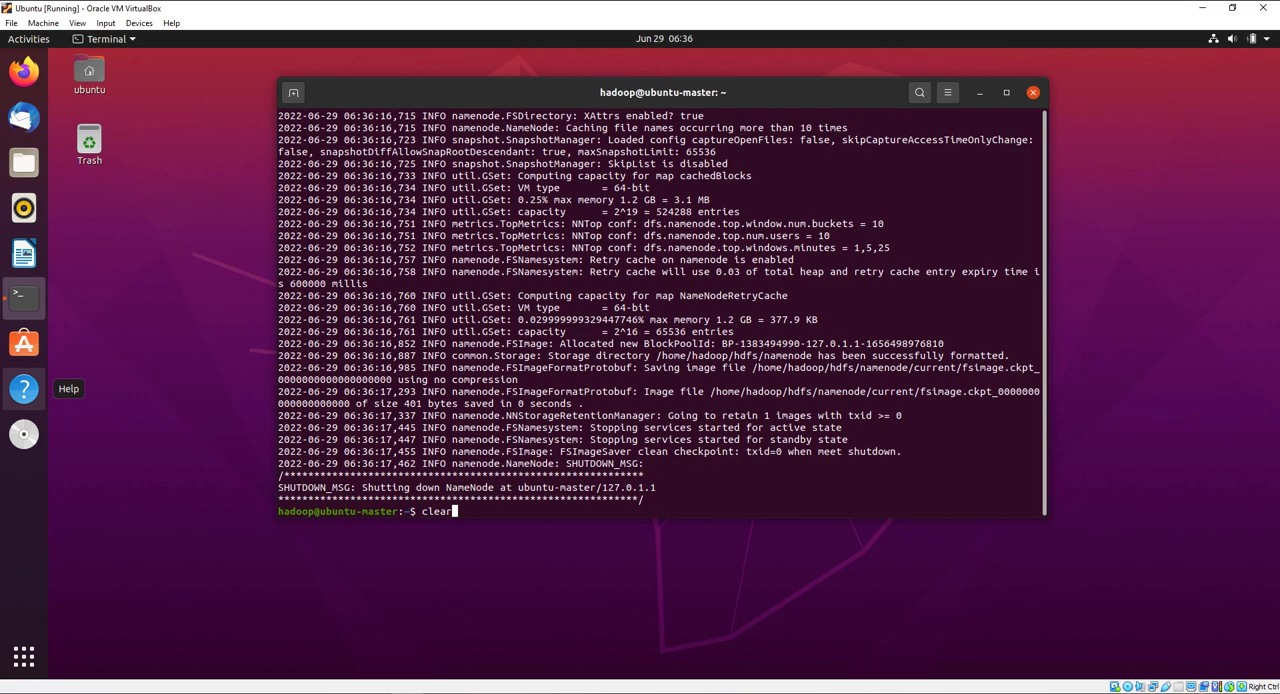 Ubuntu [Running] - Oracle VM VirtualBox
File Machine View Input Devices Help
Activities Terminal Jun 29 06:36
ubuntu
Trash
Help
hadoop@ubuntu-master: ~
2022-06-29 06:36:16,715 INFO namenode.FSDirectory: XAttrs enabled? true
2022-06-29 06:36:16,717 INFO namenode.NameNode: Caching file names occurring more than 10 times
2022-06-29 06:36:16,723 INFO snapshot.SnapshotManager: Loaded config captureOpenFiles: false, skipCaptureAccessTimeOnlyChange:
false, snapshotDiffAllowSnapRootDescendant: true, maxSnapshotLimit: 65536
2022-06-29 06:36:16,725 INFO snapshot.SnapshotManager: SkipList is disabled
2022-06-29 06:36:16,733 INFO util.GSet: Computing capacity for map cachedBlocks
2022-06-29 06:36:16,734 INFO util.GSet: VM type = 64-bit
2022-06-29 06:36:16,734 INFO util.GSet: 0.25% max memory 1.2 GB = 3.1 MB
2022-06-29 06:36:16,734 INFO util.GSet: capacity = 2^19 = 524288 entries
2022-06-29 06:36:16,751 INFO metrics.TopMetrics: NNTop conf: dfs.namenode.top.window.num.buckets = 10
2022-06-29 06:36:16,751 INFO metrics.TopMetrics: NNTop conf: dfs.namenode.top.num.users = 10
2022-06-29 06:36:16,752 INFO metrics.TopMetrics: NNTop conf: dfs.namenode.top.windows.minutes = 1,5,25
2022-06-29 06:36:16,757 INFO namenode.FSNamesystem: Retry cache on namenode is enabled
2022-06-29 06:36:16,758 INFO namenode.FSNamesystem: Retry cache will use 0.03 of total heap and retry cache entry expiry time i
s 600000 millis
2022-06-29 06:36:16,760 INFO util.GSet: Computing capacity for map NameNodeRetryCache
2022-06-29 06:36:16,760 INFO util.GSet: VM type = 64-bit
2022-06-29 06:36:16,761 INFO util.GSet: 0.029999999329447746% max memory 1.2 GB = 377.9 KB
2022-06-29 06:36:16,761 INFO util.GSet: capacity = 2^16 = 65536 entries
2022-06-29 06:36:16,852 INFO namenode.FSImage: Allocated new BlockPoolId: BP-1383494990-127.0.1.1-1656498976810
2022-06-29 06:36:16,887 INFO common.Storage: Storage directory /home/hadoop/hdfs/namenode has been successfully formatted.
2022-06-29 06:36:16,985 INFO namenode.FSImageFormatProtobuf: Saving image file /home/hadoop/hdfs/namenode/current/fsimage.ckpt_
0000000000000000000 using no compression
2022-06-29 06:36:17,293 INFO namenode.FSImageFormatProtobuf: Image file /home/hadoop/hdfs/namenode/current/fsimage.ckpt_0000000
000000000000 of size 401 bytes saved in 0 seconds .
2022-06-29 06:36:17,337 INFO namenode.NNStorageRetentionManager: Going to retain 1 images with txid >= 0
2022-06-29 06:36:17,445 INFO namenode.FSNamesystem: Stopping services started for active state
2022-06-29 06:36:17,447 INFO namenode.FSNamesystem: Stopping services started for standby state
2022-06-29 06:36:17,455 INFO namenode.FSImage: FSImageSaver clean checkpoint: txid=0 when meet shutdown.
2022-06-29 06:36:17,462 INFO namenode.NameNode: SHUTDOWN_MSG:
/************************************************************
SHUTDOWN_MSG: Shutting down NameNode at ubuntu-master/127.0.1.1
************************************************************/
hadoop@ubuntu-master:~$ clear
Right Ctrl